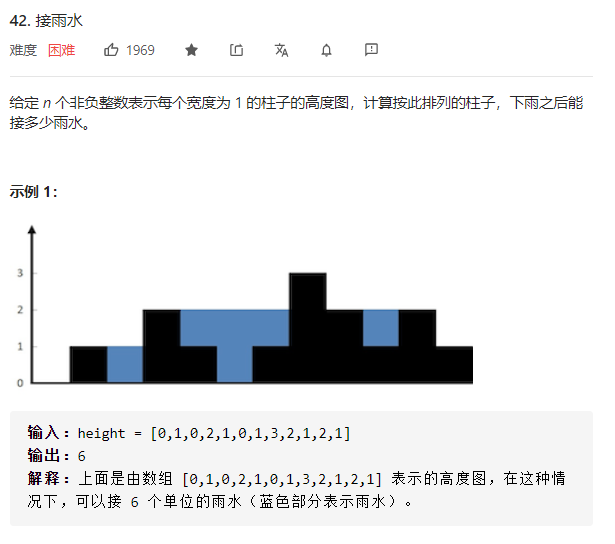 42. 接雨水
难度 困难 1969
给定 n 个非负整数表示每个宽度为 1 的柱子的高度图，计算按此排列的柱子，下雨之后能
接多少雨水。
示例 1：
3
2
1
0
输入：height = [0,1,0,2,1,0,1,3,2,1,2,1]
输出：6
解释：上面是由数组 [0,1,0,2,1,0,1,3,2,1,2,1] 表示的高度图，在这种情
况下，可以接 6 个单位的雨水（蓝色部分表示雨水）。